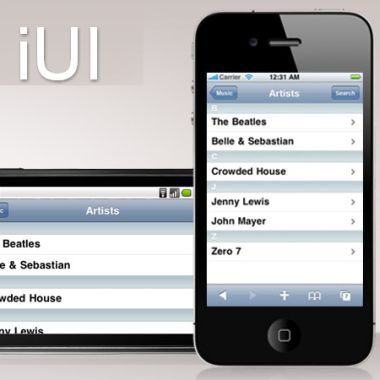 iUI
Carrier 12:31 AM
Music Artists Search
B
The Beatles
Belle & Sebastian
C
Crowded House
J
Jenny Lewis
John Mayer
Z
Zero 7
Artists
Beatles
le & Sebastian
wded House
ny Lewis